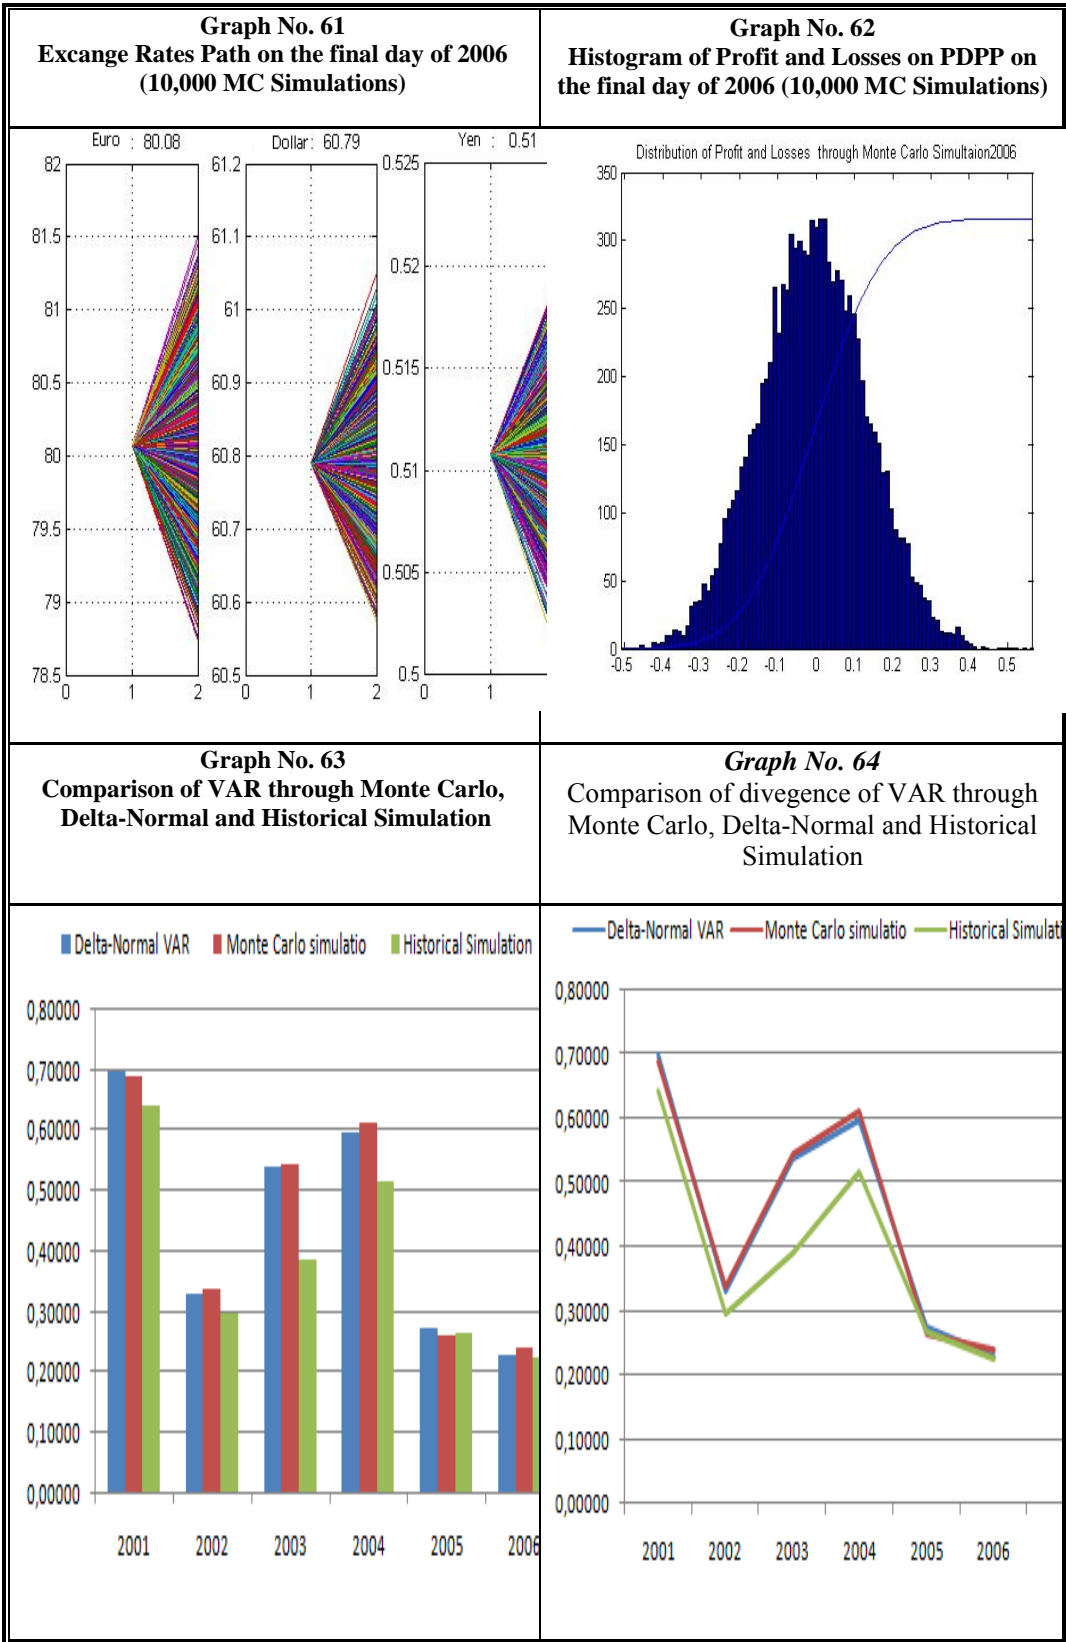 Graph No. 61
Excange Rates Path on the final day of 2006
(10,000 MC Simulations)
Graph No. 62
Histogram of Profit and Losses on PDPP on
the final day of 2006 (10,000 MC Simulations)
Euro : 80.08
Dollar: 60.79
Yen : 0.51
82
81.5
81
80.5
80
79.5
79
78.5
0 1 2
61.2
61.1
61
60.9
60.8
60.7
60.6
60.5
0 1 2
0.525
0.52
0.515
0.51
0.505
0.5
0 1
Distribution of Profit and Losses through Monte Carlo Simultaion2006
350
300
250
200
150
100
50
0
-0.5 -0.4 -0.3 -0.2 -0.1 0 0.1 0.2 0.3 0.4 0.5
Graph No. 63
Comparison of VAR through Monte Carlo,
Delta-Normal and Historical Simulation
Graph No. 64
Comparison of divegence of VAR through
Monte Carlo, Delta-Normal and Historical
Simulation
Delta-Normal VAR Monte Carlo simulatio Historical Simulation
0,80000
0,70000
0,60000
0,50000
0,40000
0,30000
0,20000
0,10000
0,00000
2001 2002 2003 2004 2005 2006
Delta-Normal VAR Monte Carlo simulatio Historical Simulati
0,80000
0,70000
0,60000
0,50000
0,40000
0,30000
0,20000
0,10000
0,00000
2001 2002 2003 2004 2005 2006